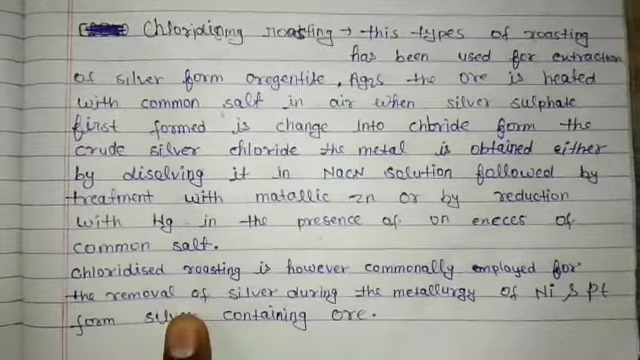 Chloridising roasting → this types of roasting
has been used for extraction
of silver form oregentite, Ag2S the ore is heated
with common salt in air when silver sulphate
first formed is change into chloride form the
crude silver chloride the metal is obtained either
by disolving it in NaCN solution followed by
treatment with matallic zn or by reduction
with Hg in the presence of on eneces of
common salt.
chloridised roasting is however commonally employed for
the removal of silver during the metallurgy of Ni & Pt
form silver containing ore.